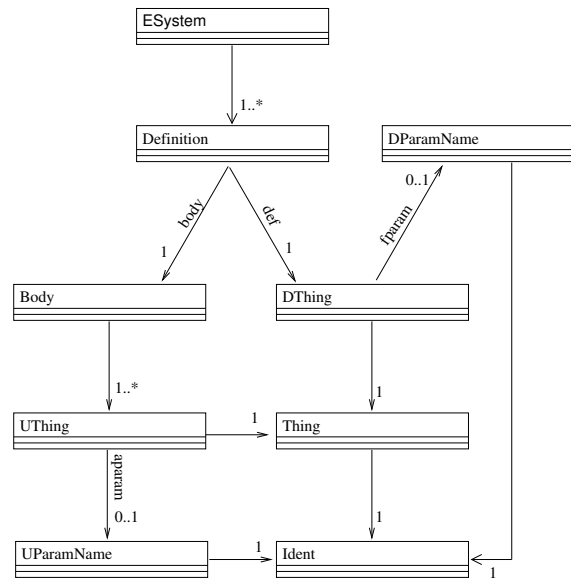 ESystem
1..*
Definition
DParamName
0..1
body
def
fparam
1
1
Body
DThing
1..*
1
UThing
1
Thing
aparam
0..1
1
UParamName
1
Ident
1